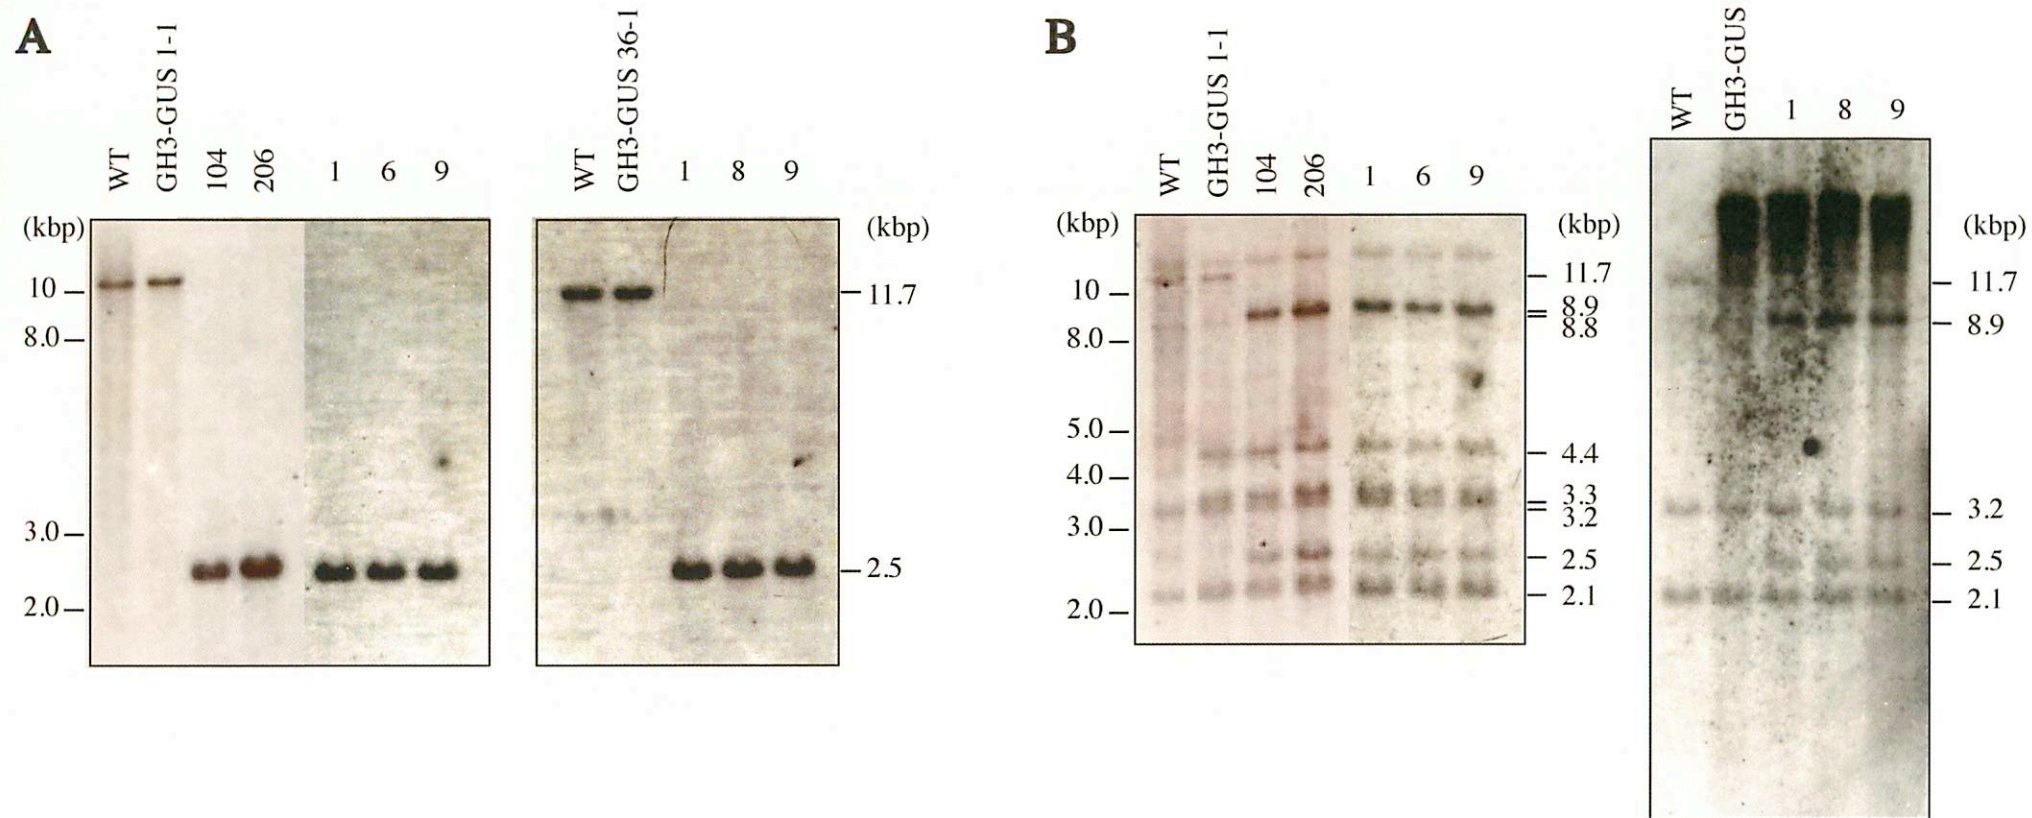 A
WT
GH3-GUS 1-1
104
206
1
6
9
(kbp)
10
8.0
3.0
2.0
WT
GH3-GUS 36-1
1
8
9
(kbp)
11.7
2.5
B
WT
GH3-GUS 1-1
104
206
1
6
9
(kbp)
10
8.0
5.0
4.0
3.0
2.0
(kbp)
11.7
8.9
8.8
4.4
3.3
3.2
2.5
2.1
WT
GH3-GUS
1
8
9
(kbp)
11.7
8.9
3.2
2.5
2.1